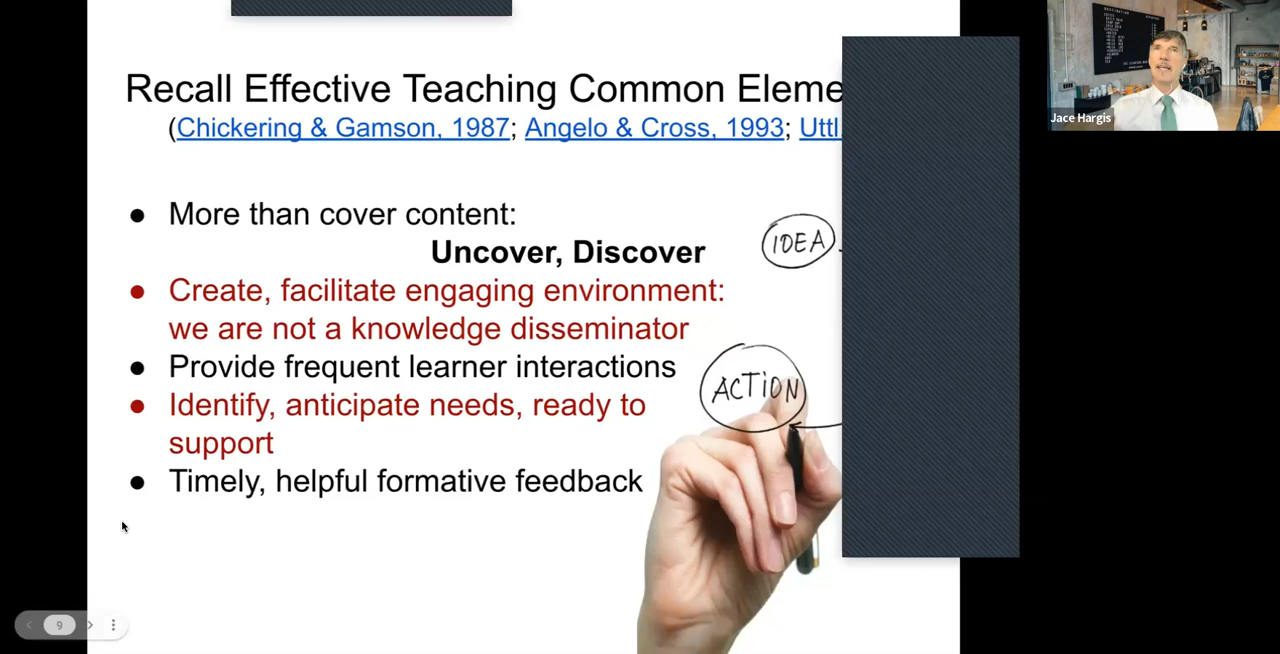 Recall Effective Teaching Common Eleme
(Chickering & Gamson, 1987; Angelo & Cross, 1993; Uttl
● More than cover content:
Uncover, Discover
IDEA
● Create, facilitate engaging environment:
we are not a knowledge disseminator
● Provide frequent learner interactions
ACTION
● Identify, anticipate needs, ready to
support
● Timely, helpful formative feedback
9
Jace Hargis